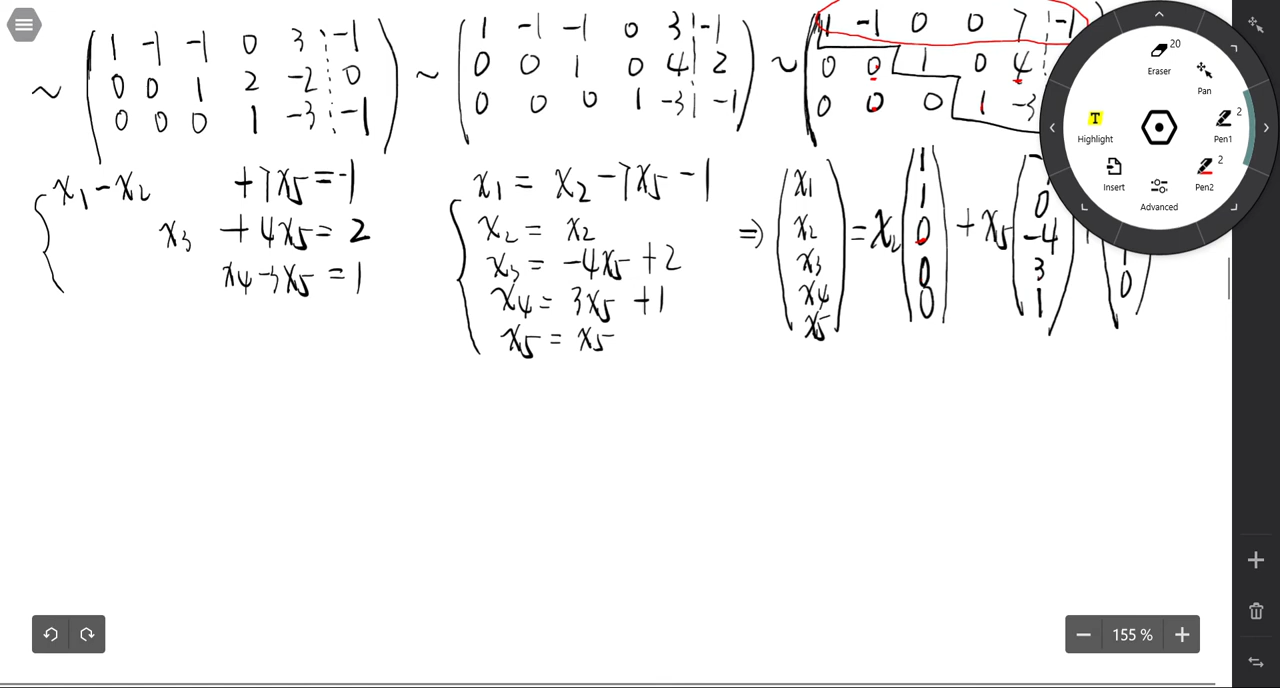 ~ ( 1 -1 -1 0 3 ¦ -1 ) ~ ( 1 -1 -1 0 3 ¦ -1 ) ~ ( 1 -1 0 0 7 ¦ -1 )
0 0 1 2 -2 ¦ 0 0 0 1 0 4 ¦ 2 0 0 1 0 4 ¦
0 0 0 1 -3 ¦ -1 0 0 0 1 -3 | -1 0 0 0 1 -3
{ x₁ - x₂ + 7x₅ = -1
x₃ + 4x₅ = 2
x₄ - 3x₅ = 1
{ x₁ = x₂ - 7x₅ - 1
x₂ = x₂
x₃ = -4x₅ + 2
x₄ = 3x₅ + 1
x₅ = x₅
⇒ ( x₁ x₂ x₃ x₄ x₅ ) = x₂ ( 1 1 0 0 0 ) + x₅ ( 0 -4 3 1 ) 0
20
Eraser
Pan
2
Pen1
T
Highlight
Insert
2
Pen2
Advanced
155 %